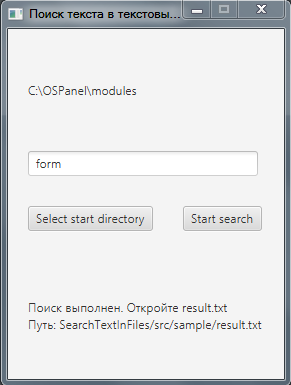 Поиск текста в текстовы...
C:\OSPanel\modules
form
Select start directory
Start search
Поиск выполнен. Откройте result.txt
Путь: SearchTextInFiles/src/sample/result.txt